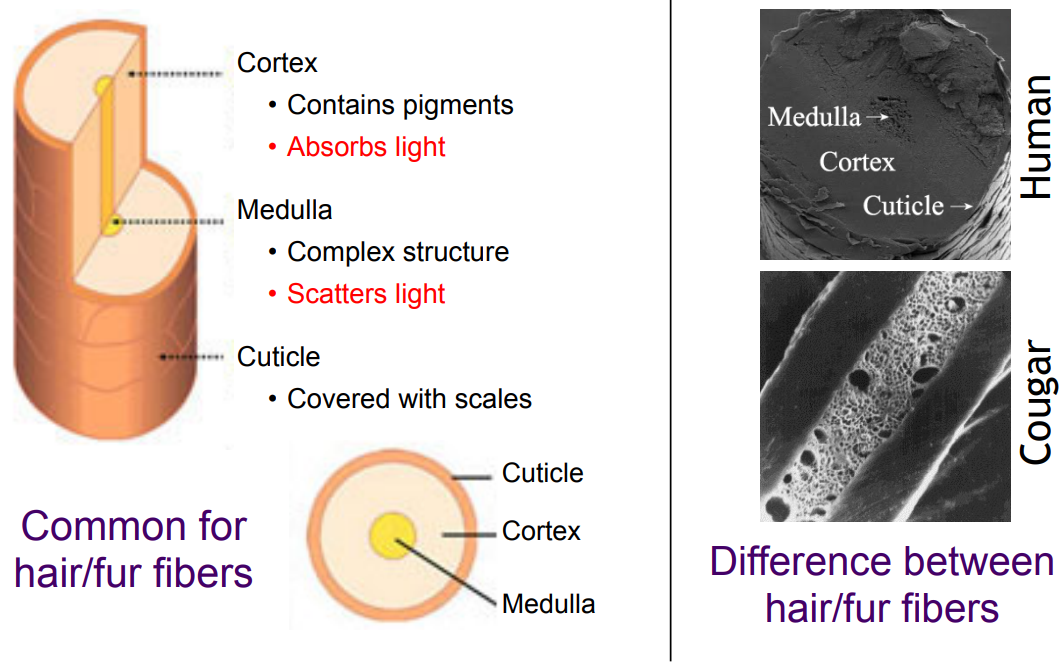 Cortex
• Contains pigments
• Absorbs light
Medulla
• Complex structure
• Scatters light
Cuticle
• Covered with scales
Cuticle
Cortex
Medulla
Common for
hair/fur fibers
Medulla
Cortex
Cuticle
Human
Cougar
Difference between
hair/fur fibers